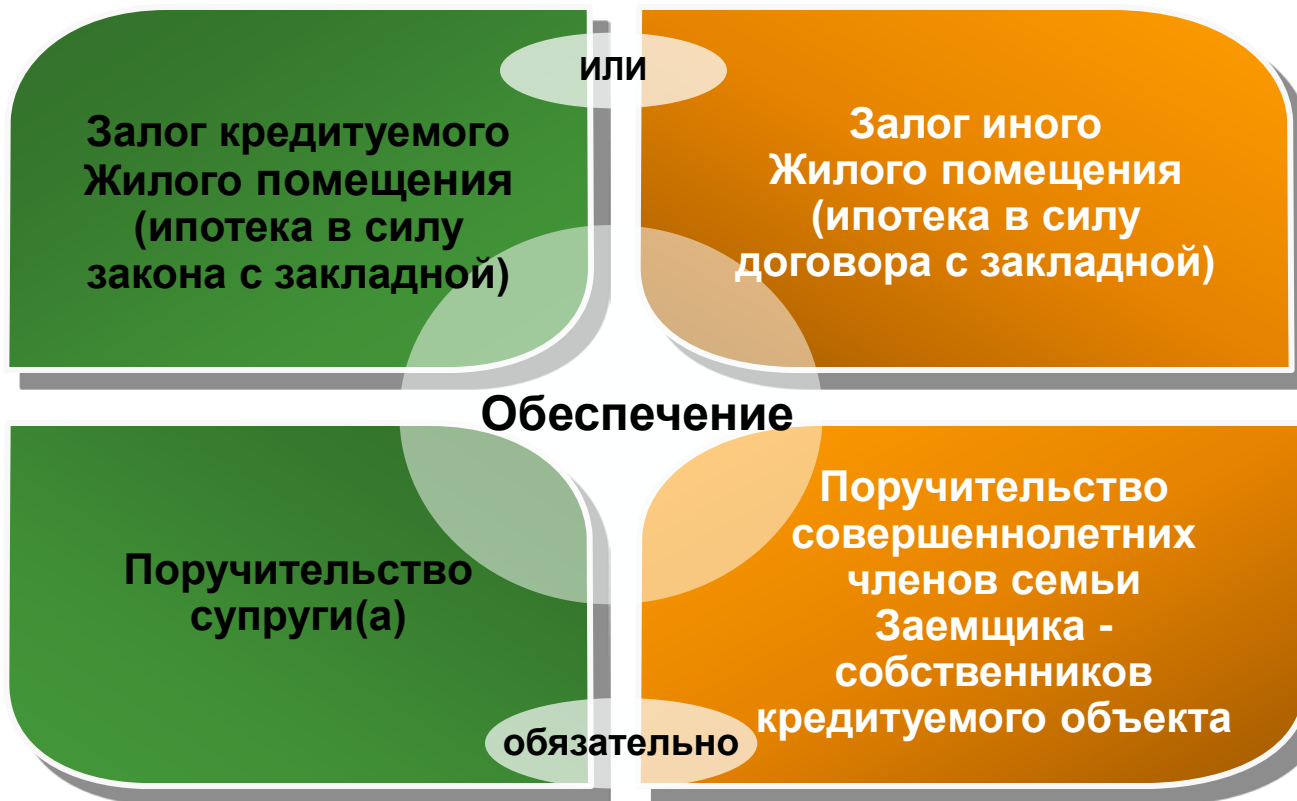 или
Залог кредитуемого
Жилого помещения
(ипотека в силу
закона с закладной)
Залог иного
Жилого помещения
(ипотека в силу
договора с закладной)
Обеспечение
Поручительство
супруги(а)
Поручительство
совершеннолетних
членов семьи
Заемщика -
собственников
кредитуемого объекта
обязательно